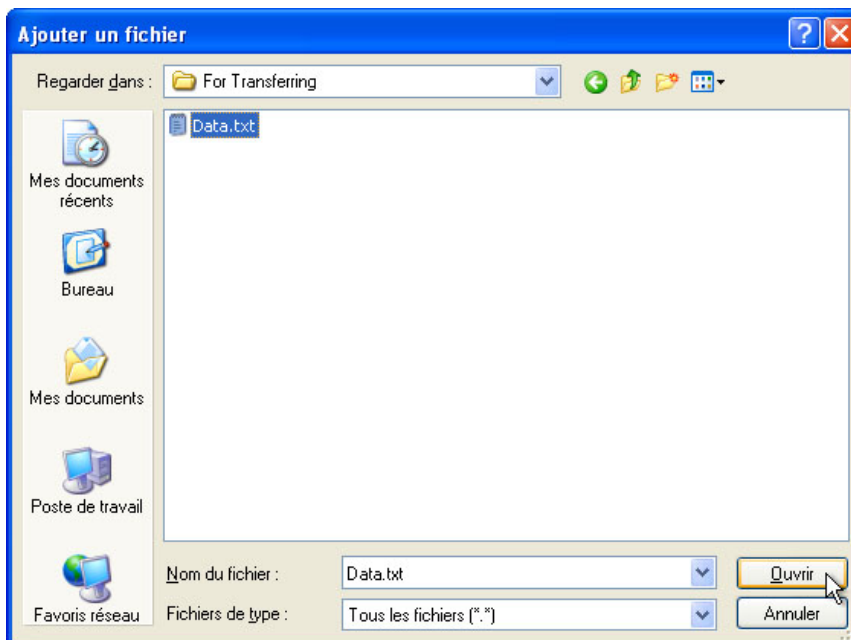 Ajouter un fichier
Regarder dans :
For Transferring
Data.txt
Mes documents
récents
Bureau
Mes documents
Poste de travail
Favoris réseau
Nom du fichier :
Data.txt
Ouvrir
Fichiers de type :
Tous les fichiers (*.*)
Annuler